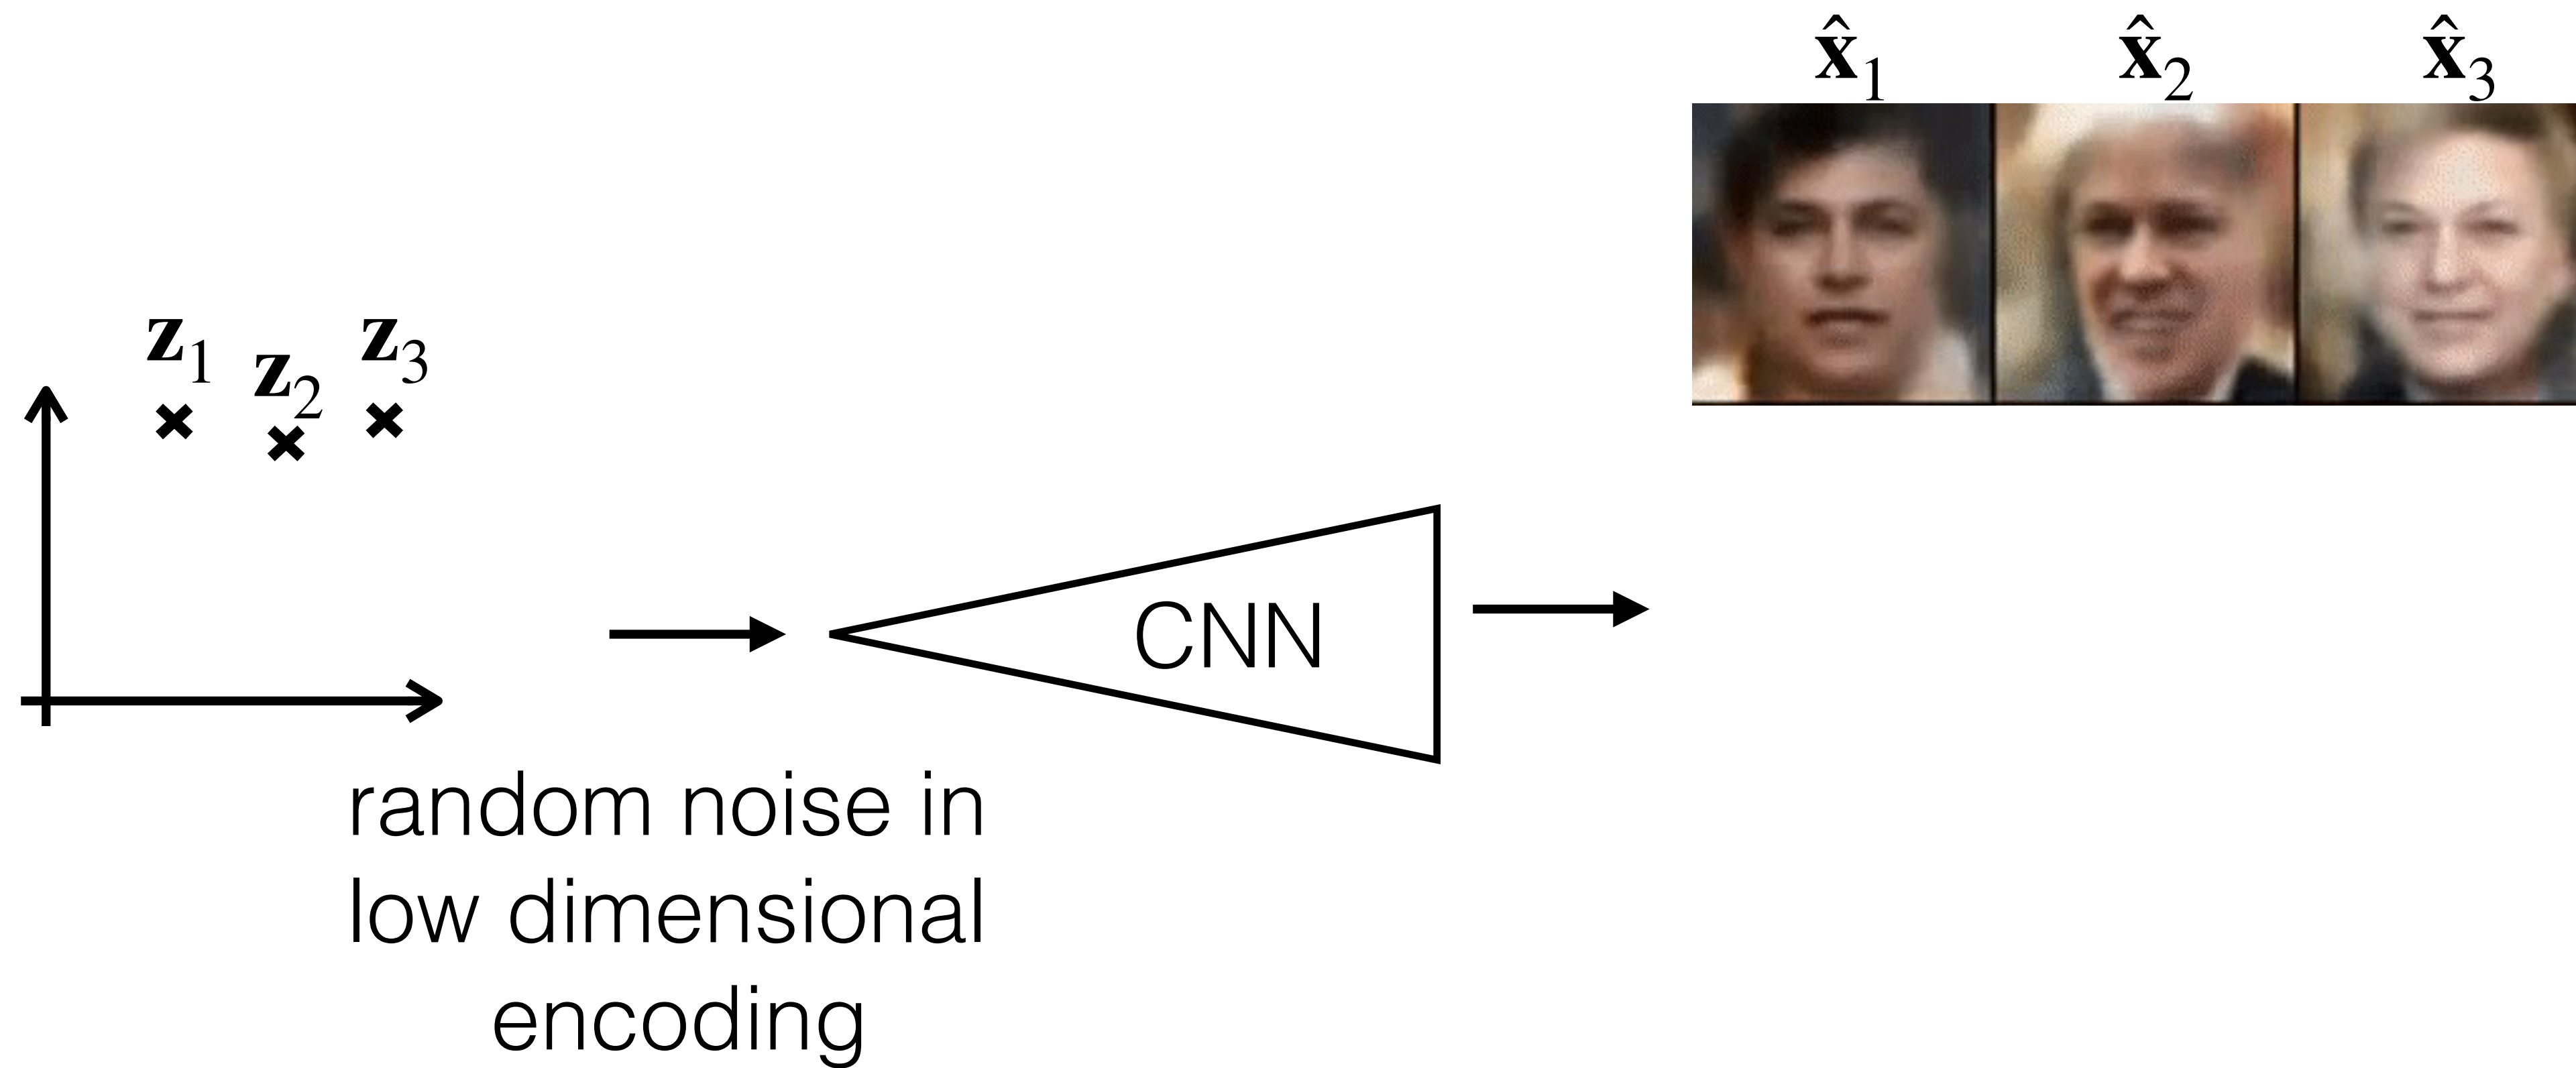 x̂1 x̂2 x̂3
z1 z2 z3
CNN
random noise in
low dimensional
encoding